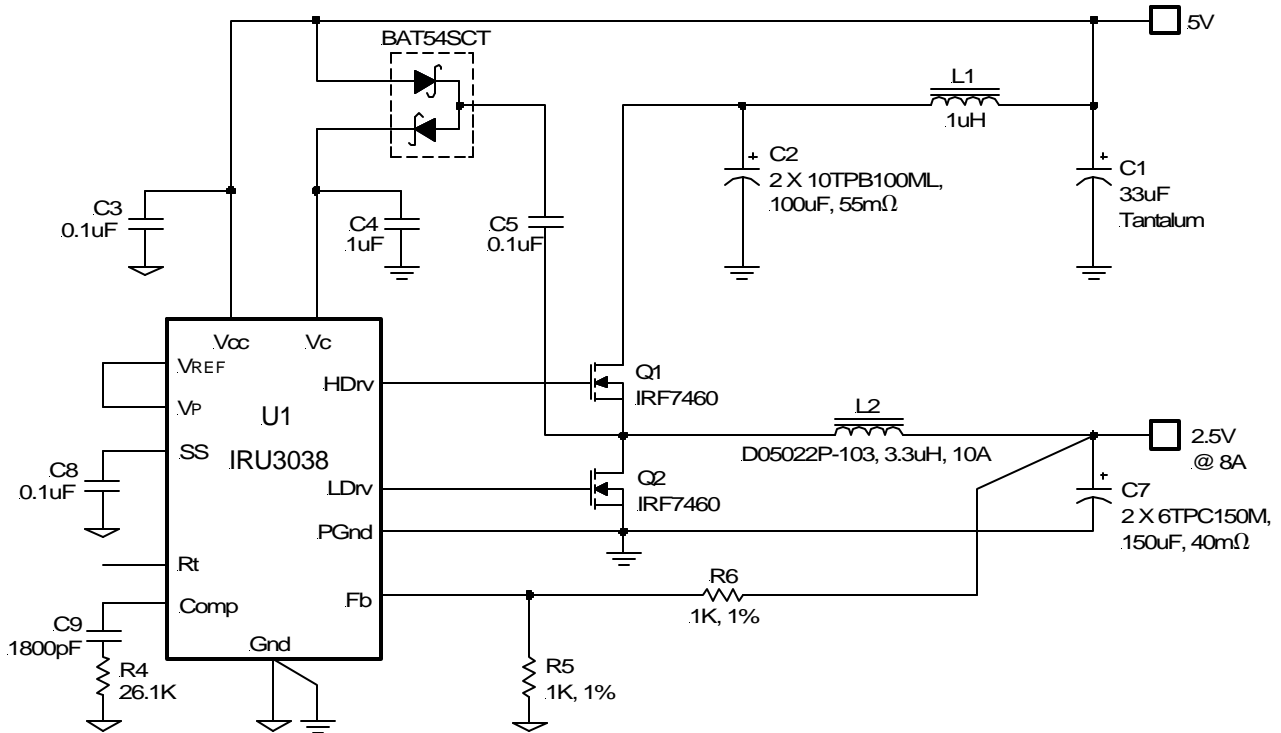 BAT54SCT
5V
L1
1uH
C2
2 X 10TPB100ML,
100uF, 55mΩ
C1
33uF
Tantalum
C3
0.1uF
C4
1uF
C5
0.1uF
Vcc
Vc
VREF
HDrv
VP
U1
IRU3038
SS
LDrv
PGnd
Rt
Comp
Fb
Gnd
C8
0.1uF
C9
1800pF
R4
26.1K
Q1
IRF7460
Q2
IRF7460
L2
D05022P-103, 3.3uH, 10A
2.5V
@ 8A
C7
2 X 6TPC150M,
150uF, 40mΩ
R6
1K, 1%
R5
1K, 1%